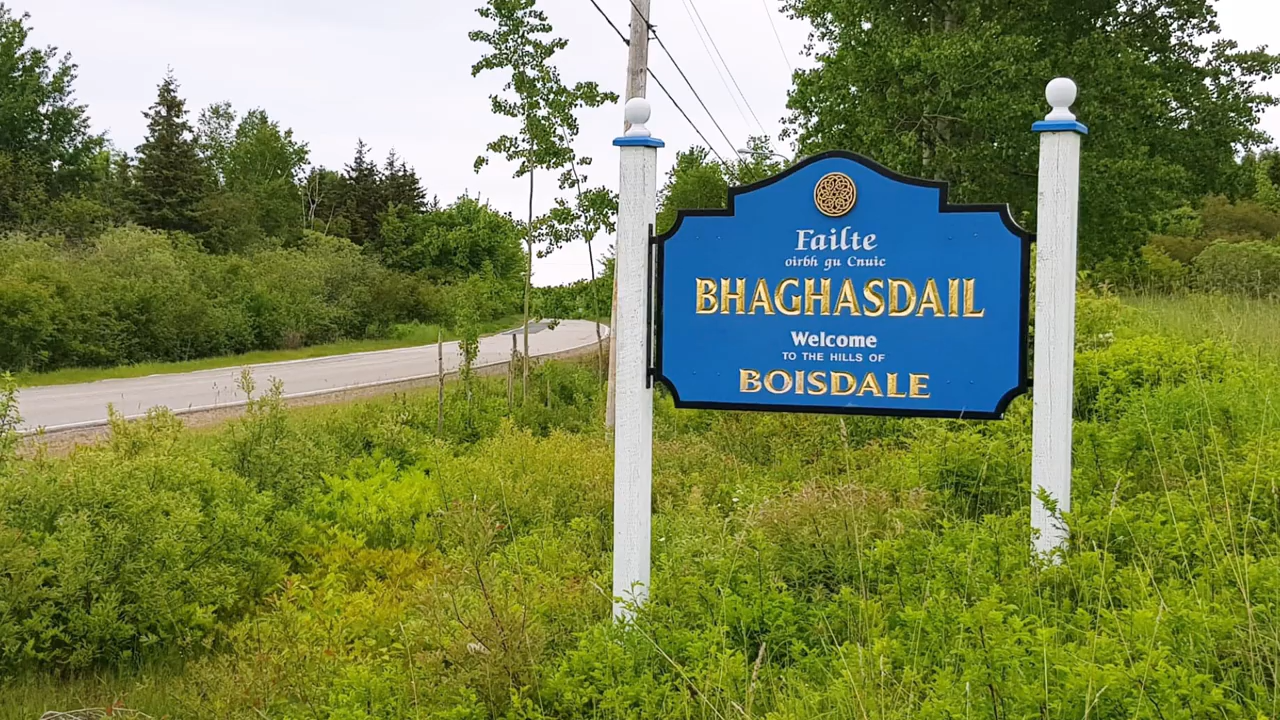 Failte
oirbh gu Cnuic
BHAGHASDAIL
Welcome
TO THE HILLS OF
BOISDALE